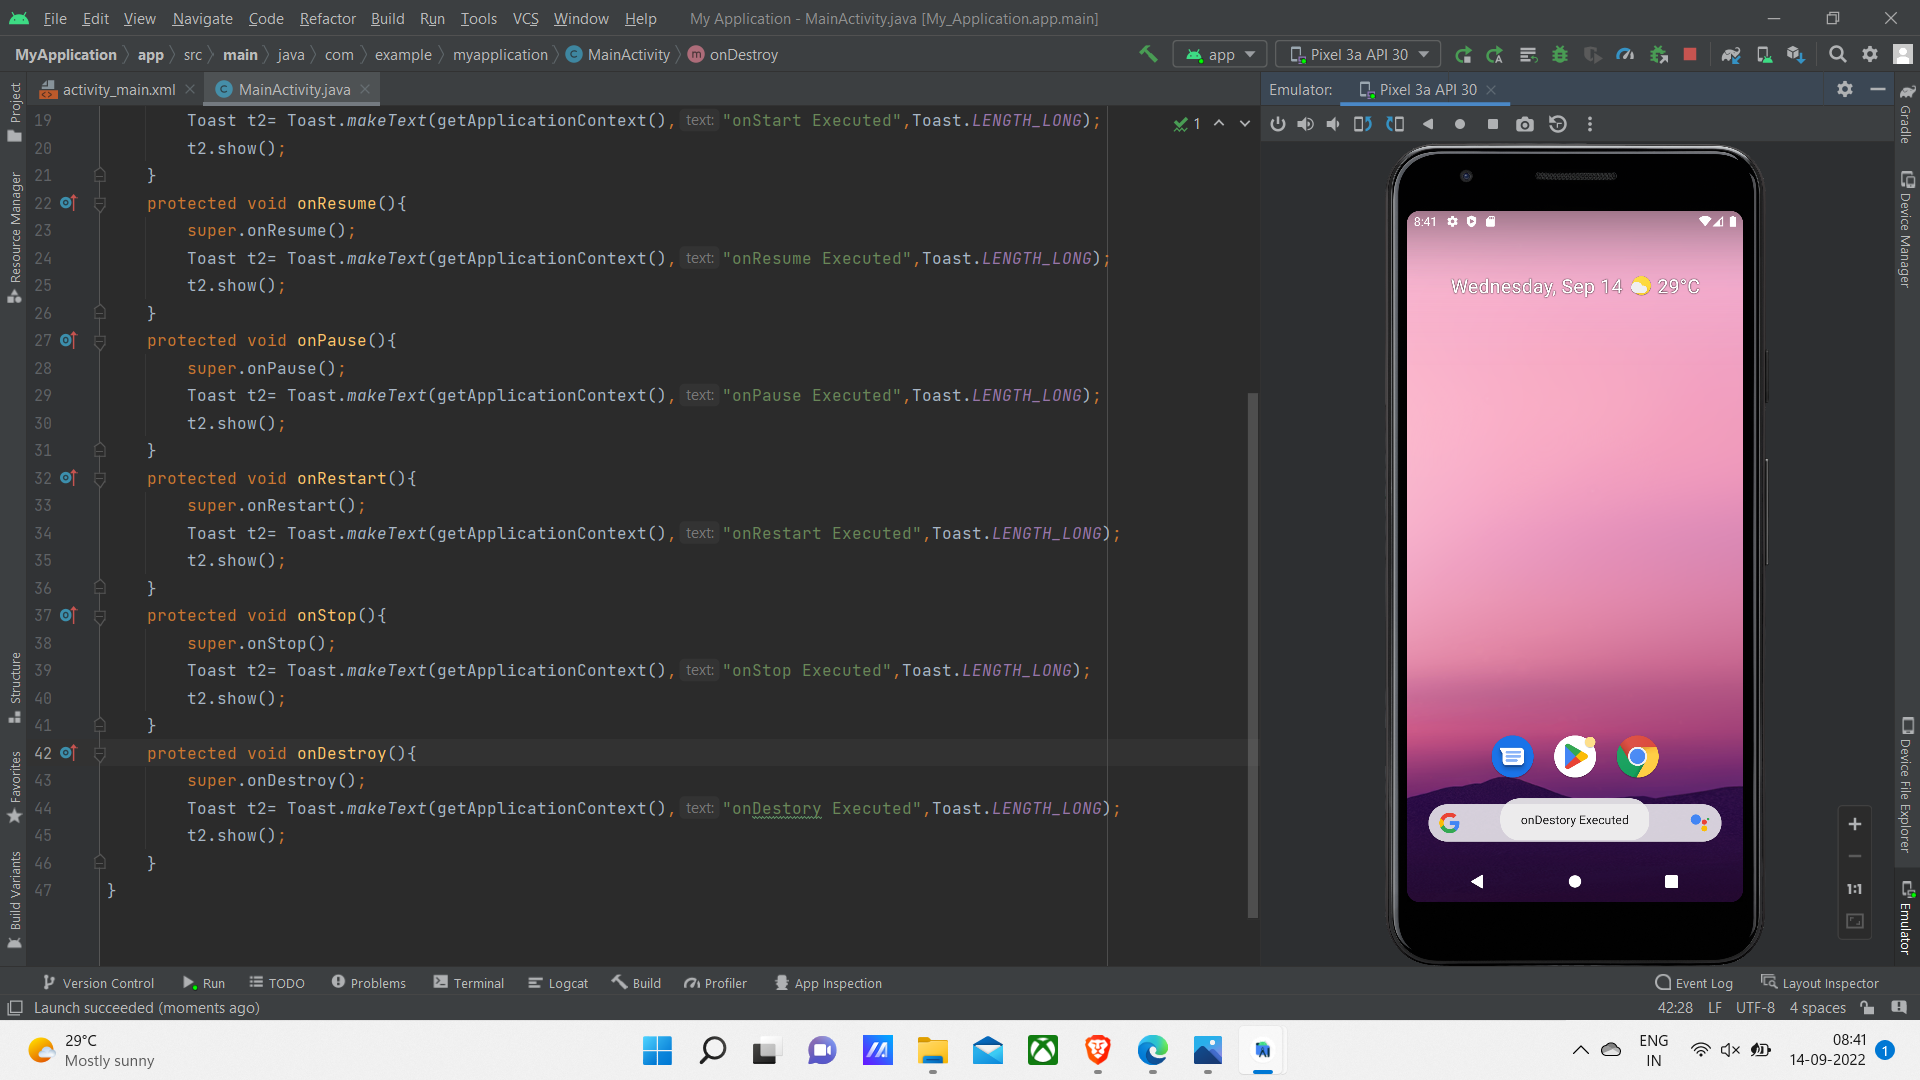 File Edit View Navigate Code Refactor Build Run Tools VCS Window Help My Application - MainActivity.java [My_Application.app.main]
MyApplication app src main java com example myapplication MainActivity onDestroy app Pixel 3a API 30
activity_main.xml MainActivity.java
Emulator: Pixel 3a API 30
Project
Resource Manager
Structure
Favorites
Build Variants
19 Toast t2= Toast.makeText(getApplicationContext(), text: "onStart Executed",Toast.LENGTH_LONG);
1
20 t2.show();
21 }
22 protected void onResume(){
23 super.onResume();
24 Toast t2= Toast.makeText(getApplicationContext(), text: "onResume Executed",Toast.LENGTH_LONG);
25 t2.show();
26 }
27 protected void onPause(){
28 super.onPause();
29 Toast t2= Toast.makeText(getApplicationContext(), text: "onPause Executed",Toast.LENGTH_LONG);
30 t2.show();
31 }
32 protected void onRestart(){
33 super.onRestart();
34 Toast t2= Toast.makeText(getApplicationContext(), text: "onRestart Executed",Toast.LENGTH_LONG);
35 t2.show();
36 }
37 protected void onStop(){
38 super.onStop();
39 Toast t2= Toast.makeText(getApplicationContext(), text: "onStop Executed",Toast.LENGTH_LONG);
40 t2.show();
41 }
42 protected void onDestroy(){
43 super.onDestroy();
44 Toast t2= Toast.makeText(getApplicationContext(), text: "onDestory Executed",Toast.LENGTH_LONG);
45 t2.show();
46 }
47 }
8:41
Wednesday, Sep 14 29°C
onDestory Executed
1:1
Gradle
Device Manager
Device File Explorer
Emulator
Version Control Run TODO Problems Terminal Logcat Build Profiler App Inspection Event Log Layout Inspector
Launch succeeded (moments ago) 42:28 LF UTF-8 4 spaces
29°C
Mostly sunny
ENG
IN
08:41
14-09-2022
1